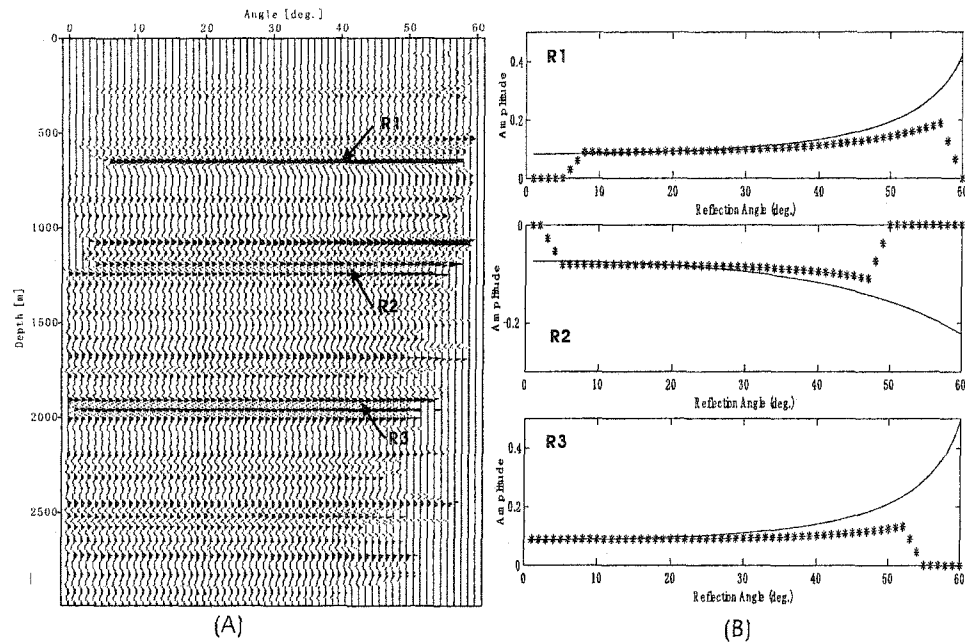 Angle [deg.]
0 10 20 30 40 50 60
0
500
1000
1500
2000
2500
Depth [m]
R1
R2
R3
(A)
R1
0.4
0.2
0
Amplitude
0 10 20 30 40 50 60
Reflection Angle (deg.)
0
-0.2
Amplitude
R2
0 10 20 30 40 50 60
Reflection Angle (deg.)
R3
0.4
0.2
0
Amplitude
0 10 20 30 40 50 60
Reflection Angle (deg.)
(B)